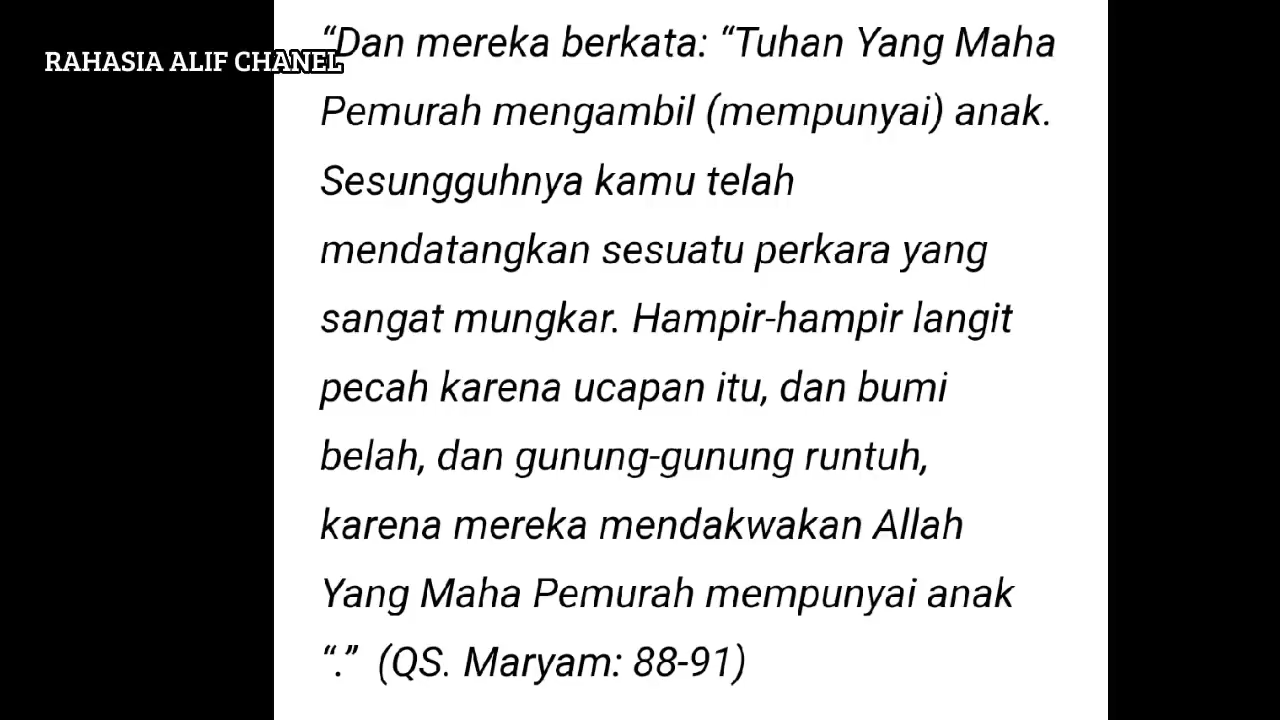 RAHASIA ALIF CHANEL
“Dan mereka berkata: “Tuhan Yang Maha
Pemurah mengambil (mempunyai) anak.
Sesungguhnya kamu telah
mendatangkan sesuatu perkara yang
sangat mungkar. Hampir-hampir langit
pecah karena ucapan itu, dan bumi
belah, dan gunung-gunung runtuh,
karena mereka mendakwakan Allah
Yang Maha Pemurah mempunyai anak
“.” (QS. Maryam: 88-91)